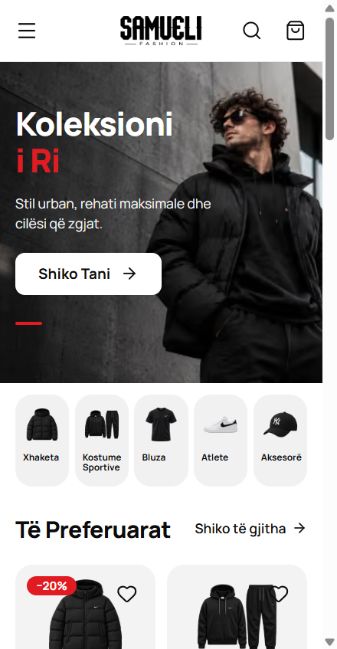 SAMUELI
FASHION
Koleksioni
i Ri
Stil urban, rehati maksimale dhe
cilësi që zgjat.
Shiko Tani
Xhaketa
Kostume
Sportive
Bluza
Atlete
Aksesorë
Të Preferuarat
Shiko të gjitha
-20%